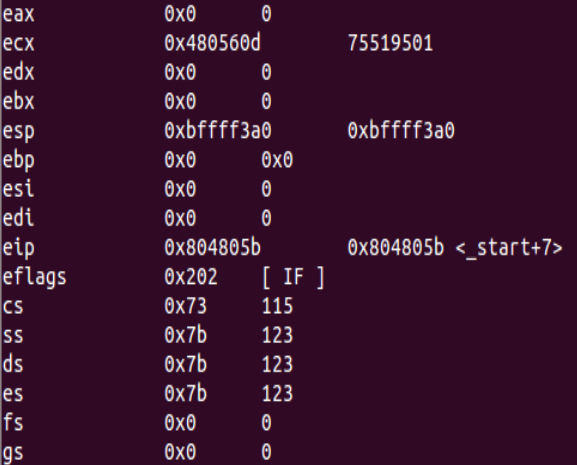 eax 0x0 0
ecx 0x480560d 75519501
edx 0x0 0
ebx 0x0 0
esp 0xbffff3a0 0xbffff3a0
ebp 0x0 0x0
esi 0x0 0
edi 0x0 0
eip 0x804805b 0x804805b <_start+7>
eflags 0x202 [ IF ]
cs 0x73 115
ss 0x7b 123
ds 0x7b 123
es 0x7b 123
fs 0x0 0
gs 0x0 0